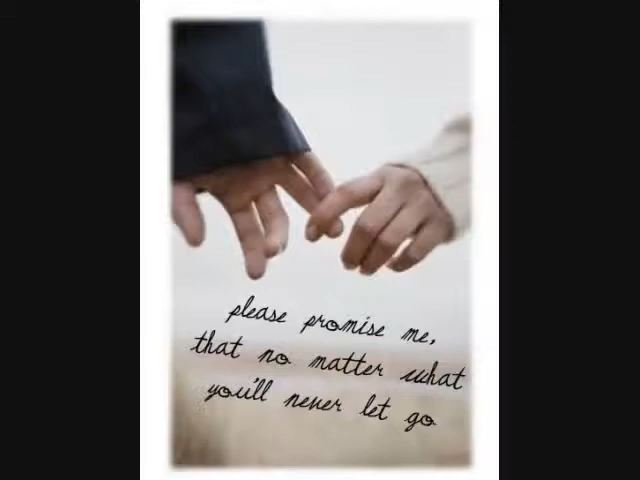 please promise me,
that no matter what
you'll never let go